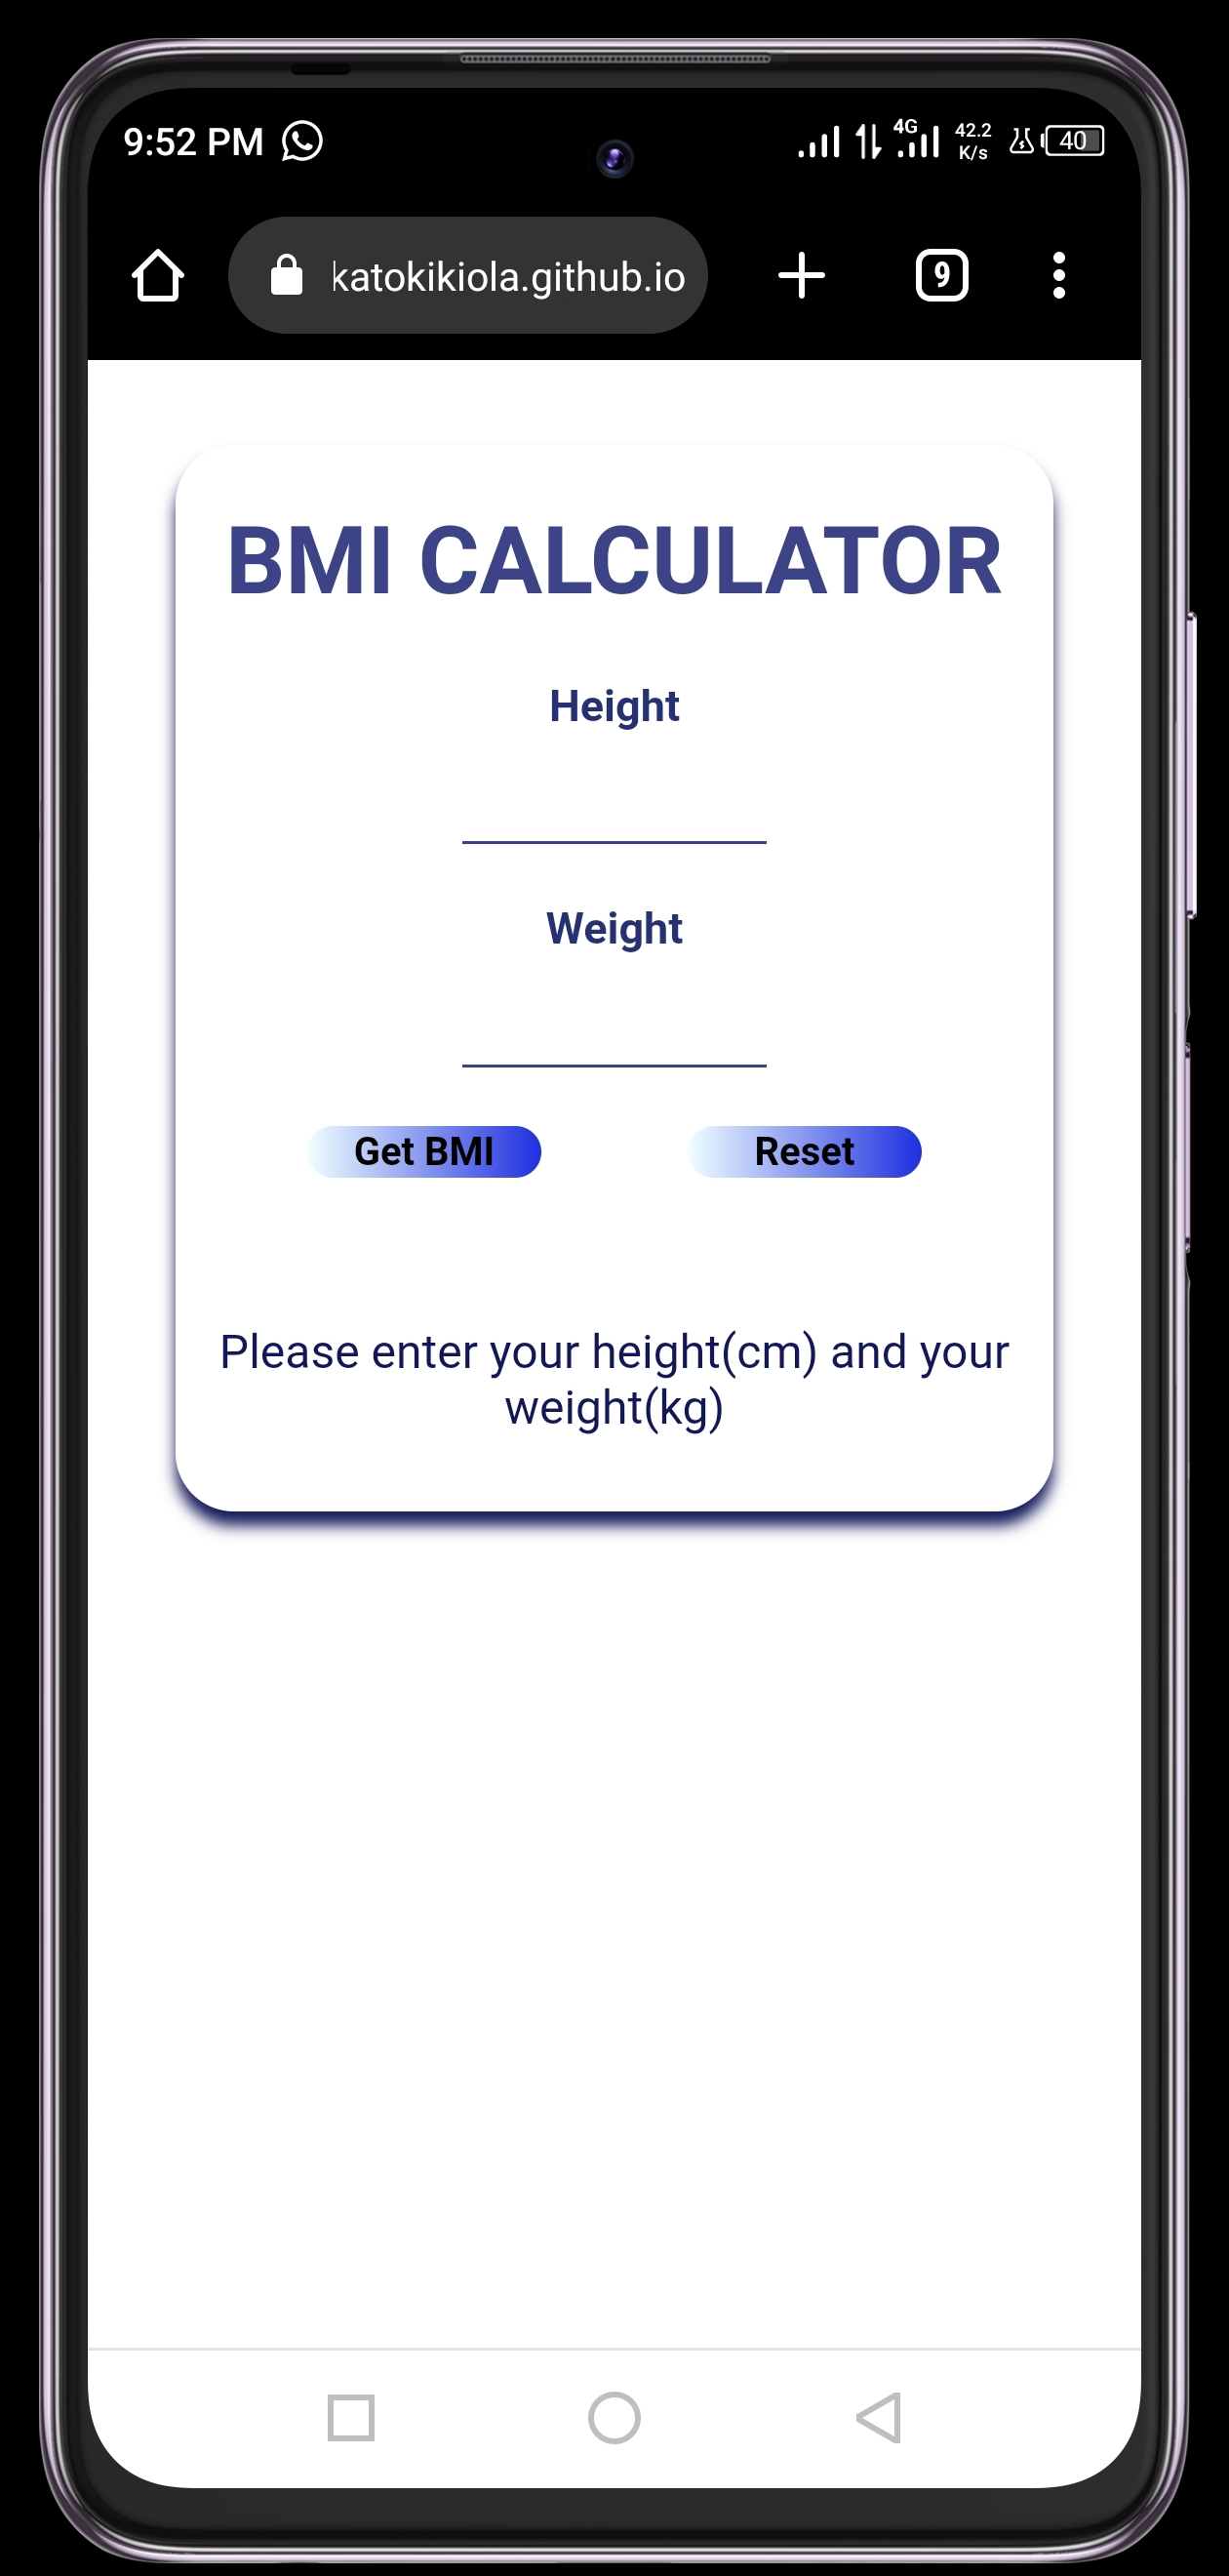 9:52 PM 4G 42.2 K/s 40
katokikiola.github.io 9
BMI CALCULATOR
Height
Weight
Get BMI Reset
Please enter your height(cm) and your
weight(kg)